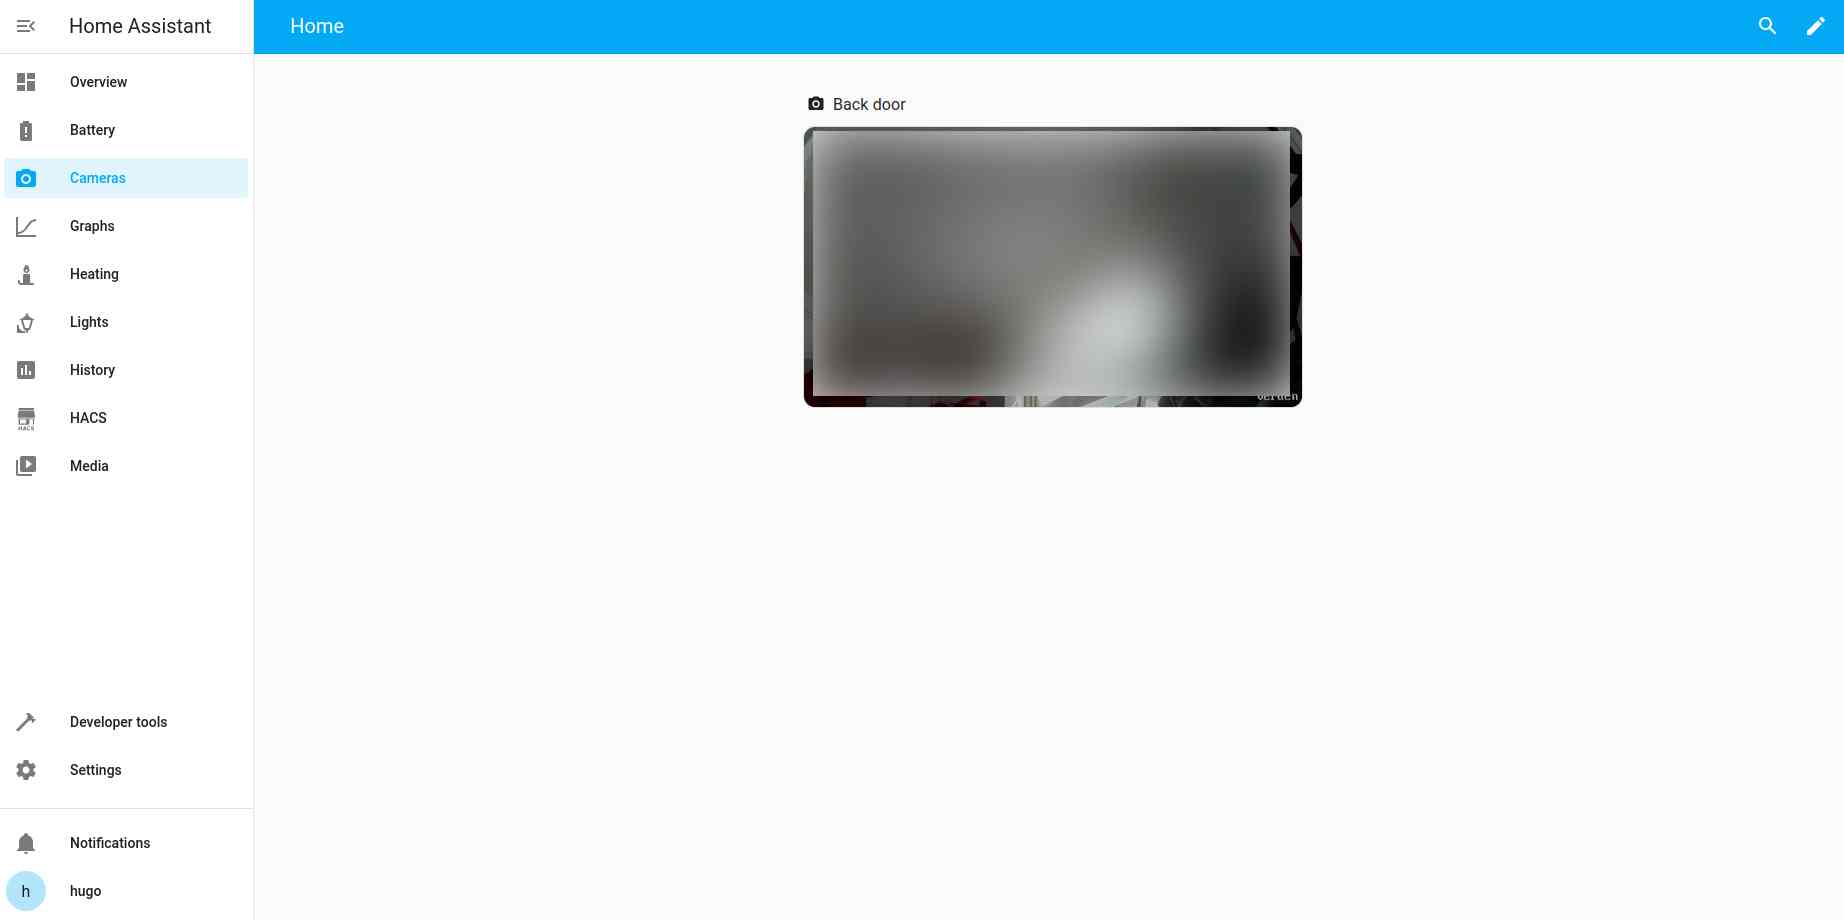 Home Assistant
Home
Overview
Battery
Cameras
Graphs
Heating
Lights
History
HACS
HACS
Media
Developer tools
Settings
Notifications
h
hugo
Back door